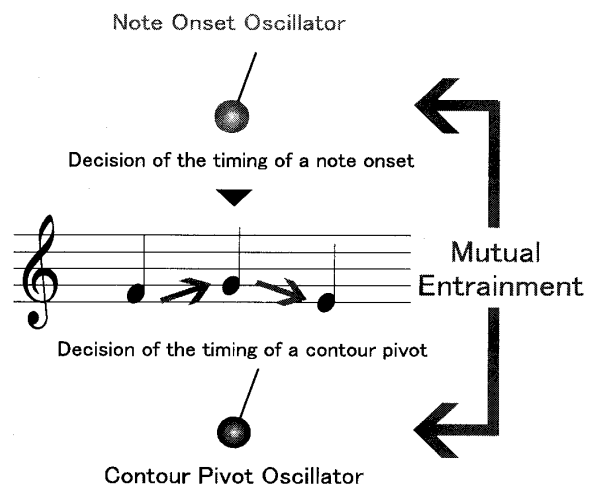 Note Onset Oscillator
Decision of the timing of a note onset
Mutual
Entrainment
Decision of the timing of a contour pivot
Contour Pivot Oscillator